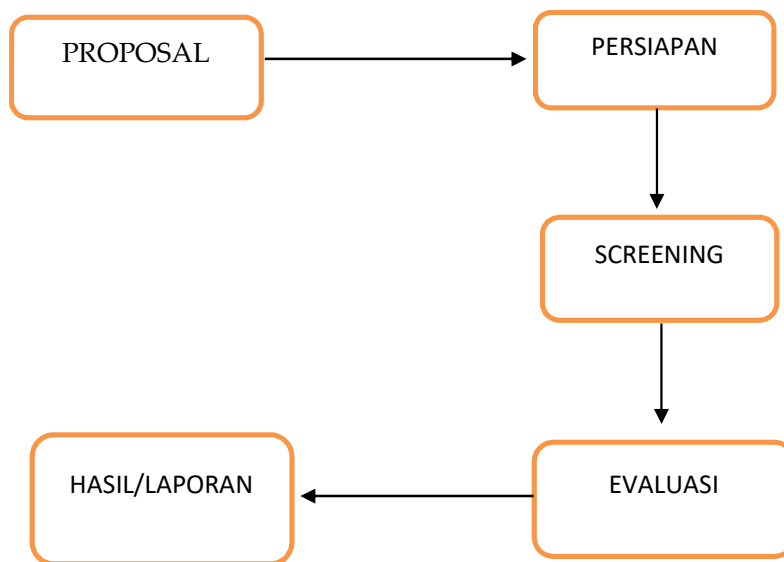 PROPOSAL
PERSIAPAN
SCREENING
EVALUASI
HASIL/LAPORAN